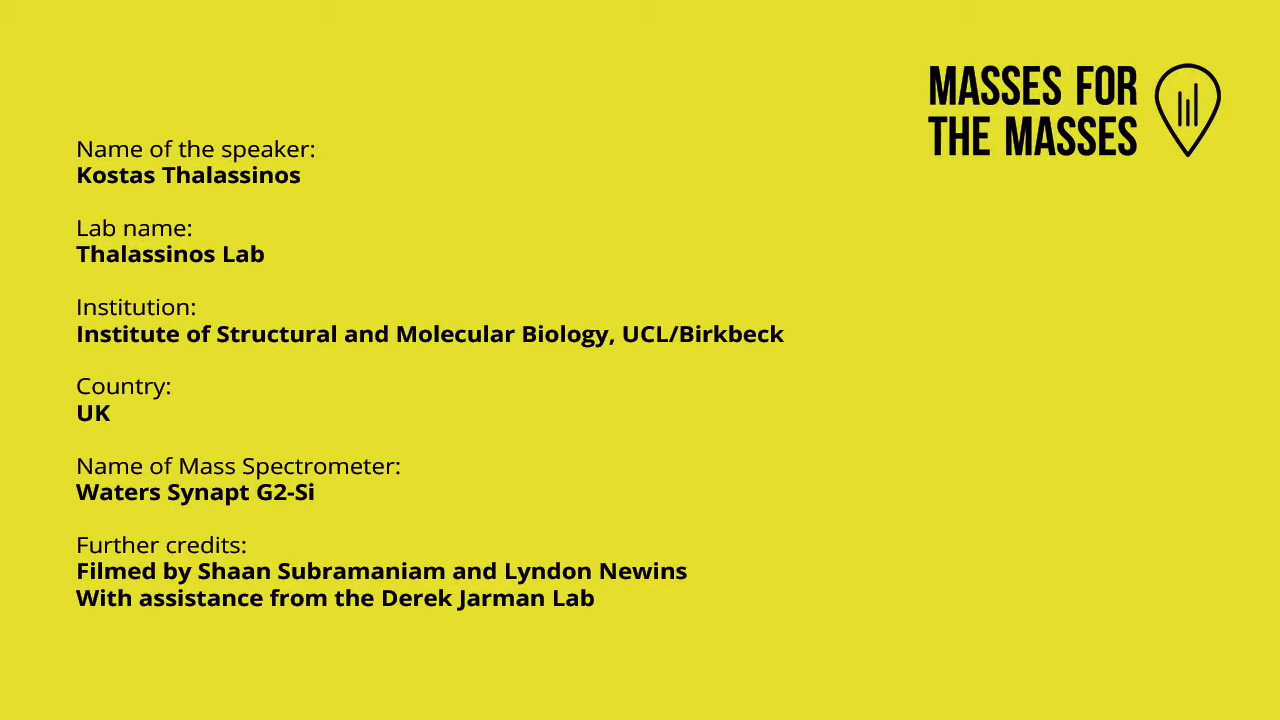 MASSES FOR
THE MASSES
Name of the speaker:
Kostas Thalassinos
Lab name:
Thalassinos Lab
Institution:
Institute of Structural and Molecular Biology, UCL/Birkbeck
Country:
UK
Name of Mass Spectrometer:
Waters Synapt G2-Si
Further credits:
Filmed by Shaan Subramaniam and Lyndon Newins
With assistance from the Derek Jarman Lab